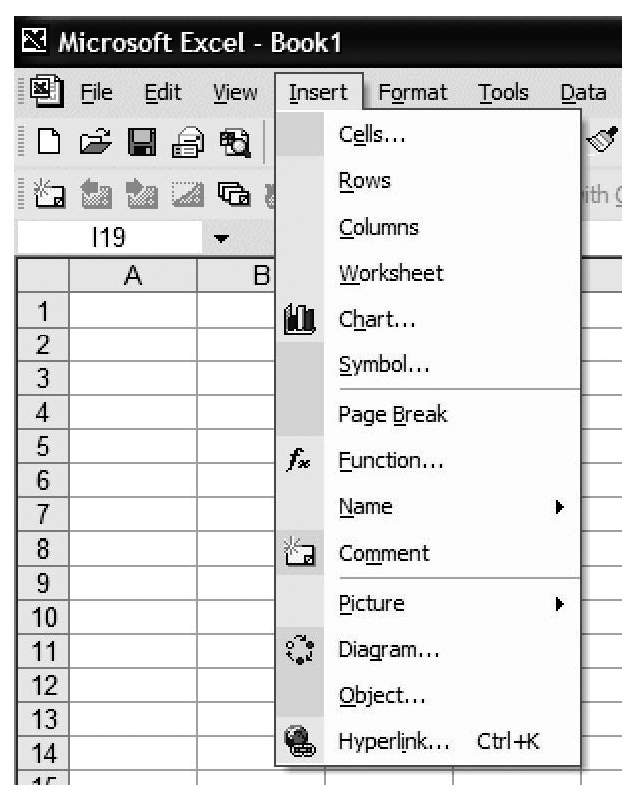 Microsoft Excel - Book1
File Edit View Insert Format Tools Data
Cells...
Rows
Columns
ith
I19
A B
Worksheet
Chart...
Symbol...
Page Break
Function...
Name
Comment
Picture
Diagram...
Object...
Hyperlink... Ctrl+K
1
2
3
4
5
6
7
8
9
10
11
12
13
14
15